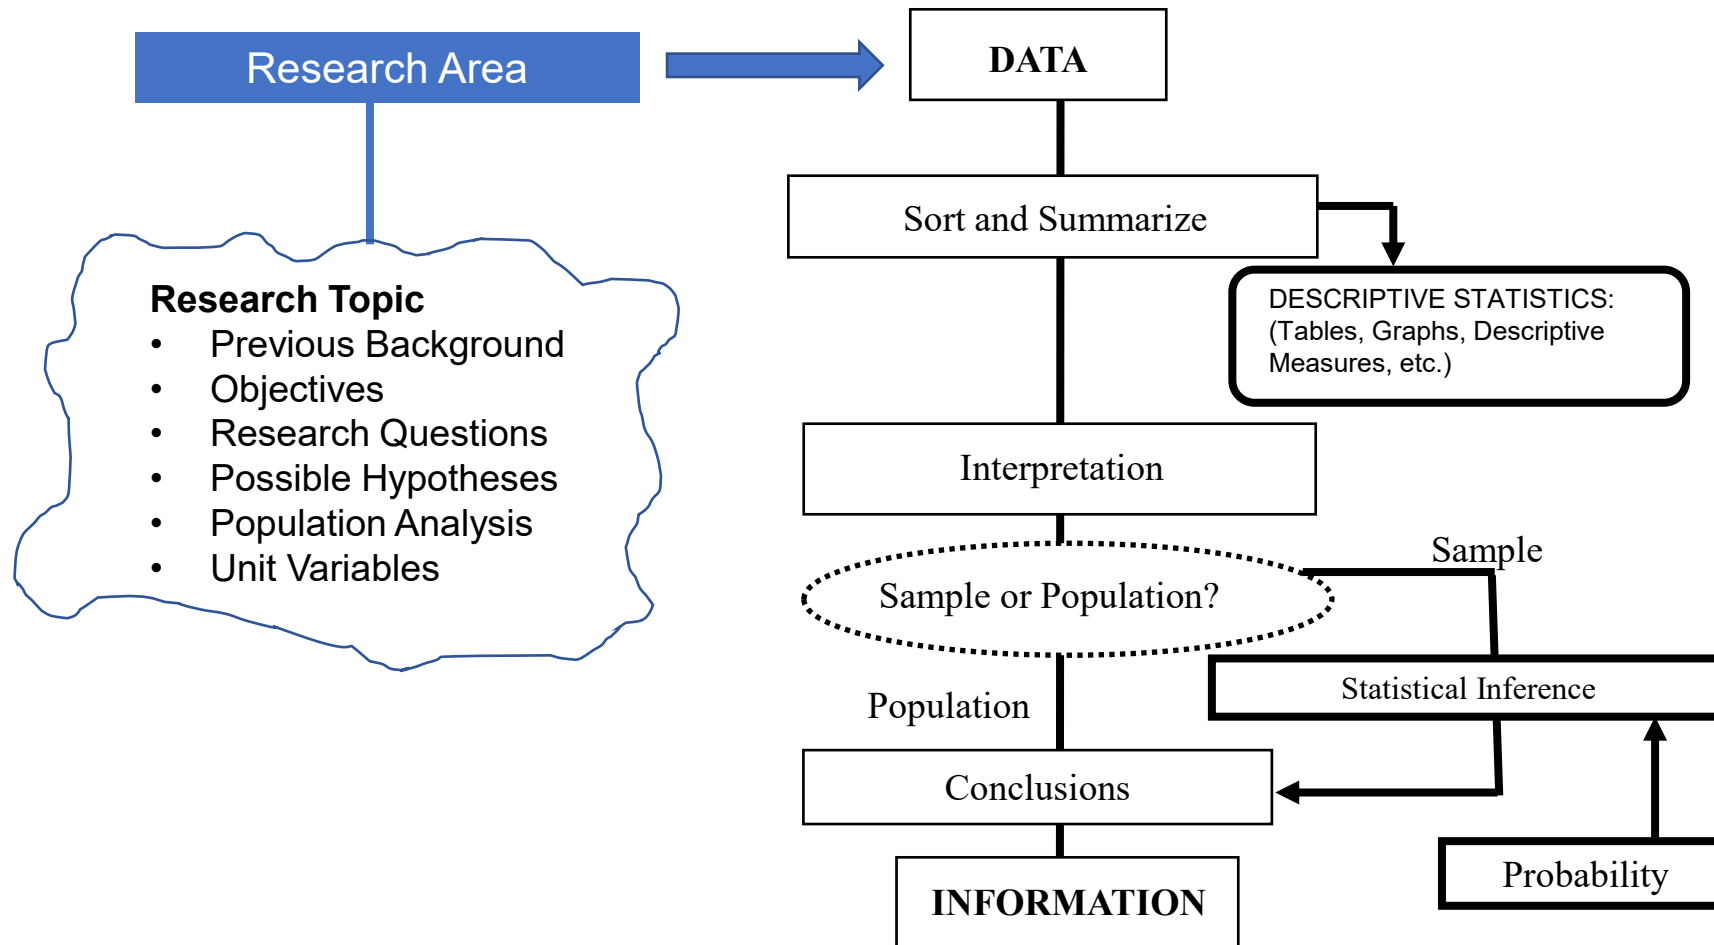 Research Area
Research Topic
• Previous Background
• Objectives
• Research Questions
• Possible Hypotheses
• Population Analysis
• Unit Variables
DATA
Sort and Summarize
DESCRIPTIVE STATISTICS:
(Tables, Graphs, Descriptive
Measures, etc.)
Interpretation
Sample or Population?
Sample
Statistical Inference
Population
Conclusions
Probability
INFORMATION